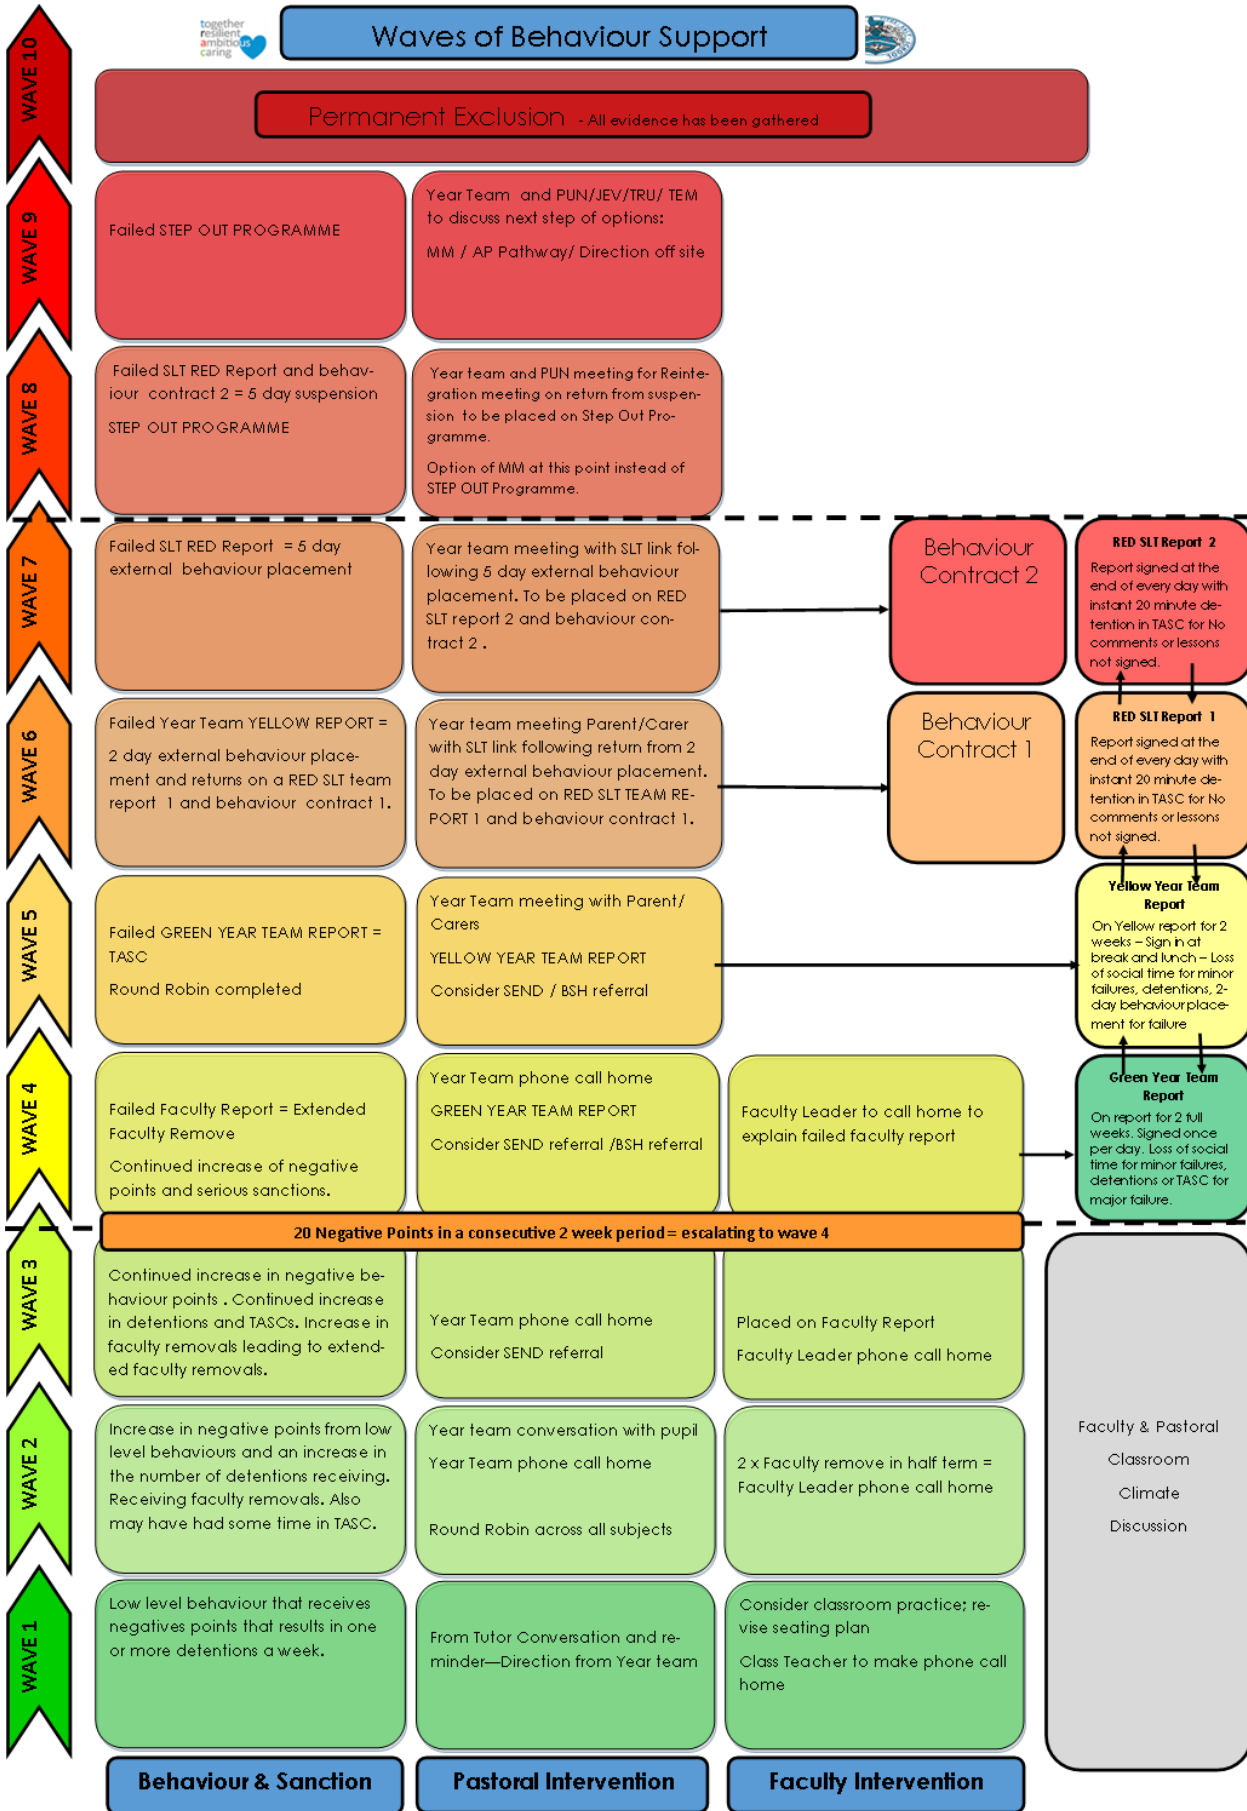 together
resilient
ambitious
caring
Waves of Behaviour Support
WAVE 10
Permanent Exclusion - All evidence has been gathered
WAVE 9
Failed STEP OUT PROGRAMME
Year Team and PUN/JEV/TRU/ TEM
to discuss next step of options:
MM / AP Pathway/ Direction off site
WAVE 8
Failed SLT RED Report and behav-
iour contract 2 = 5 day suspension
STEP OUT PROGRAMME
Year team and PUN meeting for Reinte-
gration meeting on return from suspen-
sion to be placed on Step Out Pro-
gramme.
Option of MM at this point instead of
STEP OUT Programme.
WAVE 7
Failed SLT RED Report = 5 day
external behaviour placement
Year team meeting with SLT link fol-
lowing 5 day external behaviour
placement. To be placed on RED
SLT report 2 and behaviour con-
tract 2 .
Behaviour
Contract 2
RED SLT Report 2
Report signed at the
end of every day with
instant 20 minute de-
tention in TASC for No
comments or lessons
not signed.
WAVE 6
Failed Year Team YELLOW REPORT =
2 day external behaviour place-
ment and returns on a RED SLT team
report 1 and behaviour contract 1.
Year team meeting Parent/Carer
with SLT link following return from 2
day external behaviour placement.
To be placed on RED SLT TEAM RE-
PORT 1 and behaviour contract 1.
Behaviour
Contract 1
RED SLT Report 1
Report signed at the
end of every day with
instant 20 minute de-
tention in TASC for No
comments or lessons
not signed.
WAVE 5
Failed GREEN YEAR TEAM REPORT =
TASC
Round Robin completed
Year Team meeting with Parent/
Carers
YELLOW YEAR TEAM REPORT
Consider SEND / BSH referral
Yellow Year Team
Report
On Yellow report for 2
weeks – Sign in at
break and lunch – Loss
of social time for minor
failures, detentions, 2-
day behaviour place-
ment for failure
WAVE 4
Failed Faculty Report = Extended
Faculty Remove
Continued increase of negative
points and serious sanctions.
Year Team phone call home
GREEN YEAR TEAM REPORT
Consider SEND referral /BSH referral
Faculty Leader to call home to
explain failed faculty report
Green Year Team
Report
On report for 2 full
weeks. Signed once
per day. Loss of social
time for minor failures,
detentions or TASC for
major failure.
20 Negative Points in a consecutive 2 week period = escalating to wave 4
WAVE 3
Continued increase in negative be-
haviour points . Continued increase
in detentions and TASCs. Increase in
faculty removals leading to extend-
ed faculty removals.
Year Team phone call home
Consider SEND referral
Placed on Faculty Report
Faculty Leader phone call home
WAVE 2
Increase in negative points from low
level behaviours and an increase in
the number of detentions receiving.
Receiving faculty removals. Also
may have had some time in TASC.
Year team conversation with pupil
Year Team phone call home
Round Robin across all subjects
2 x Faculty remove in half term =
Faculty Leader phone call home
Faculty & Pastoral
Classroom
Climate
Discussion
WAVE 1
Low level behaviour that receives
negatives points that results in one
or more detentions a week.
From Tutor Conversation and re-
minder—Direction from Year team
Consider classroom practice; re-
vise seating plan
Class Teacher to make phone call
home
Behaviour & Sanction
Pastoral Intervention
Faculty Intervention